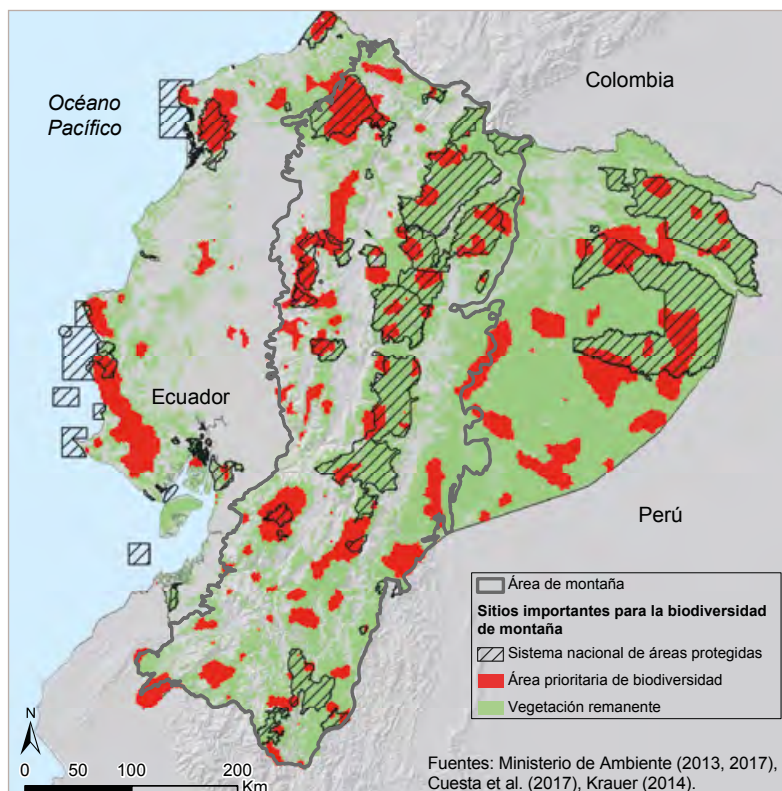 Colombia
Océano
Pacífico
Ecuador
Perú
Área de montaña
Sitios importantes para la biodiversidad
de montaña
Sistema nacional de áreas protegidas
Área prioritaria de biodiversidad
Vegetación remanente
N
0 50 100 200
Km
Fuentes: Ministerio de Ambiente (2013, 2017),
Cuesta et al. (2017), Krauer (2014).